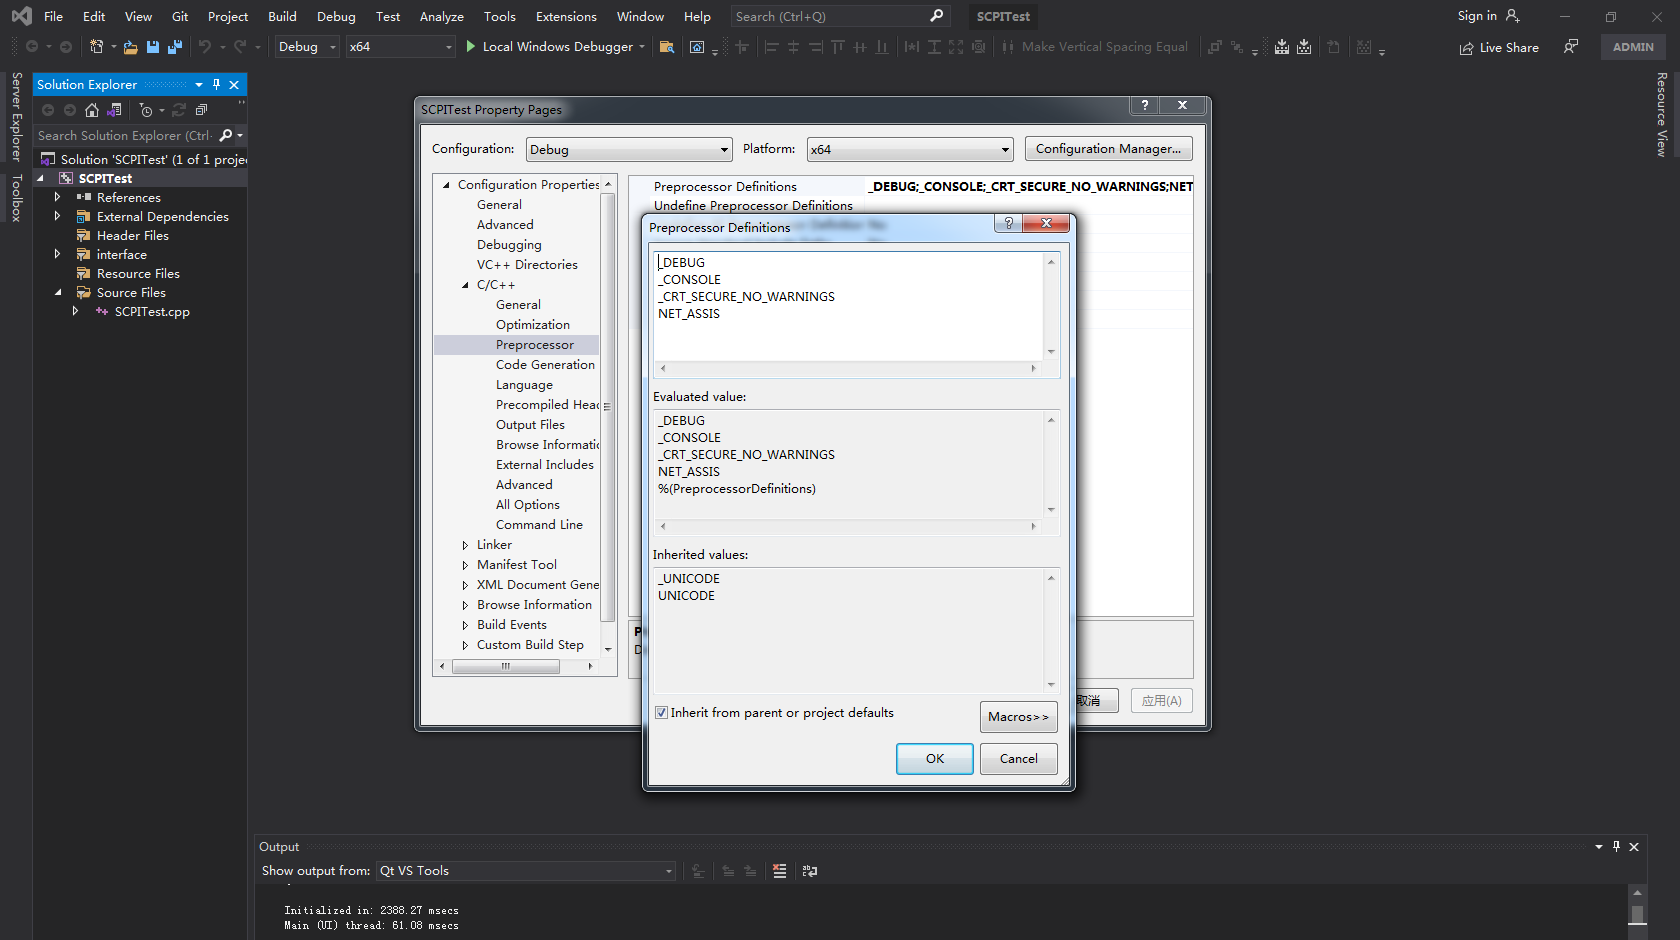 File Edit View Git Project Build Debug Test Analyze Tools Extensions Window Help Search (Ctrl+Q) SCPITest Sign in
Debug x64 Local Windows Debugger Make Vertical Spacing Equal Live Share ADMIN
Server Explorer
Toolbox
Resource View
Solution Explorer
Search Solution Explorer (Ctrl
Solution 'SCPITest' (1 of 1 proje
SCPITest
References
External Dependencies
Header Files
interface
Resource Files
Source Files
SCPITest.cpp
SCPITest Property Pages
Configuration: Debug Platform: x64 Configuration Manager...
Configuration Properties
General
Advanced
Debugging
VC++ Directories
C/C++
General
Optimization
Preprocessor
Code Generation
Language
Precompiled Head
Output Files
Browse Informatio
External Includes
Advanced
All Options
Command Line
Linker
Manifest Tool
XML Document Gene
Browse Information
Build Events
Custom Build Step
Preprocessor Definitions _DEBUG;_CONSOLE;_CRT_SECURE_NO_WARNINGS;NET
Undefine Preprocessor Definitions
取消 应用(A)
Preprocessor Definitions
_DEBUG
_CONSOLE
_CRT_SECURE_NO_WARNINGS
NET_ASSIS
Evaluated value:
_DEBUG
_CONSOLE
_CRT_SECURE_NO_WARNINGS
NET_ASSIS
%(PreprocessorDefinitions)
Inherited values:
_UNICODE
UNICODE
Inherit from parent or project defaults
Macros>>
OK Cancel
Output
Show output from: Qt VS Tools
Initialized in: 2388.27 msecs
Main (UI) thread: 61.08 msecs